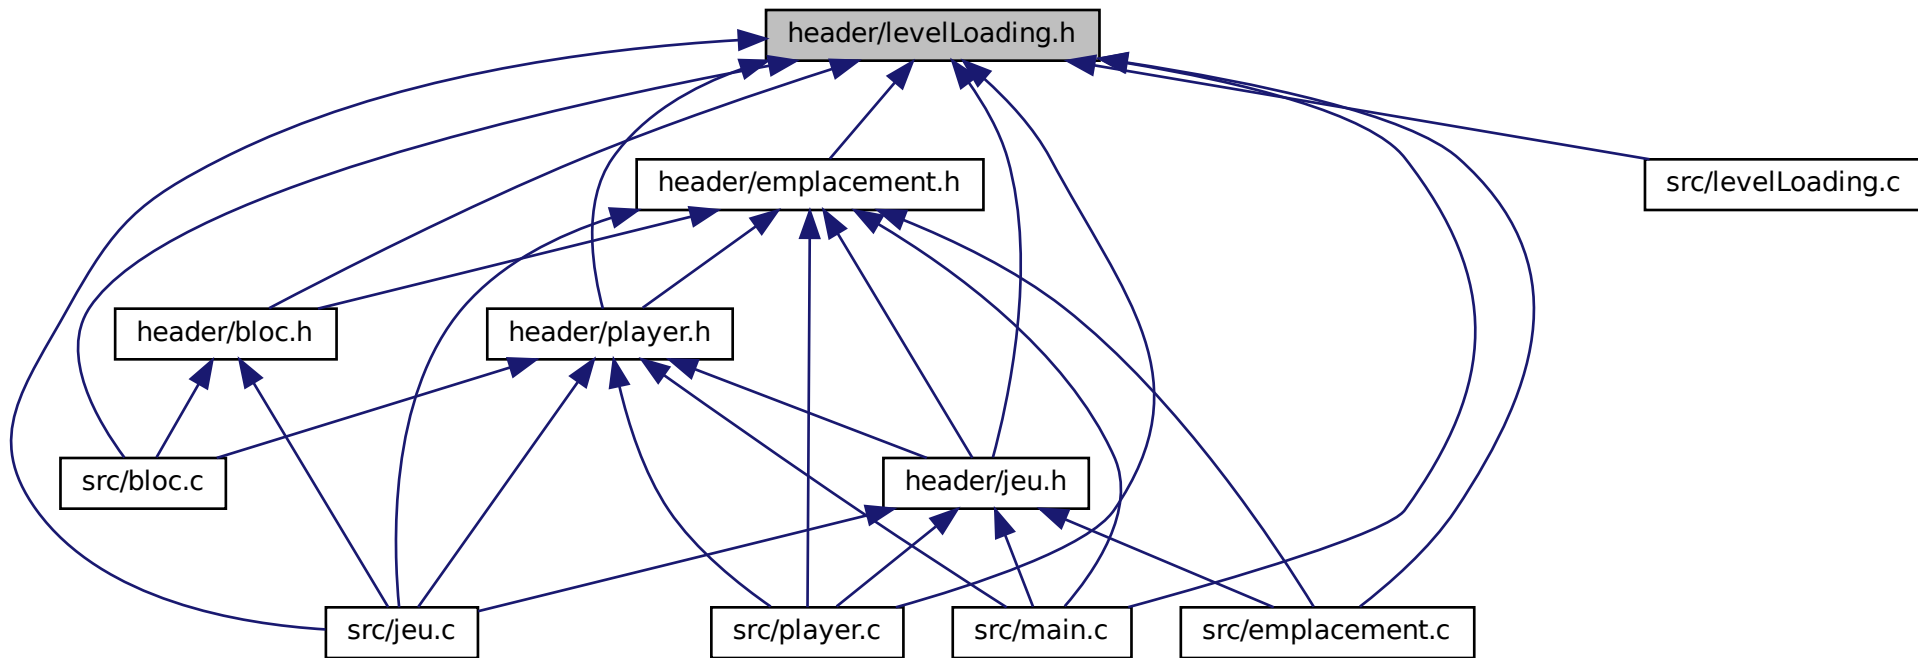 header/levelLoading.h
header/emplacement.h
src/levelLoading.c
header/bloc.h
header/player.h
src/bloc.c
header/jeu.h
src/jeu.c
src/player.c
src/main.c
src/emplacement.c